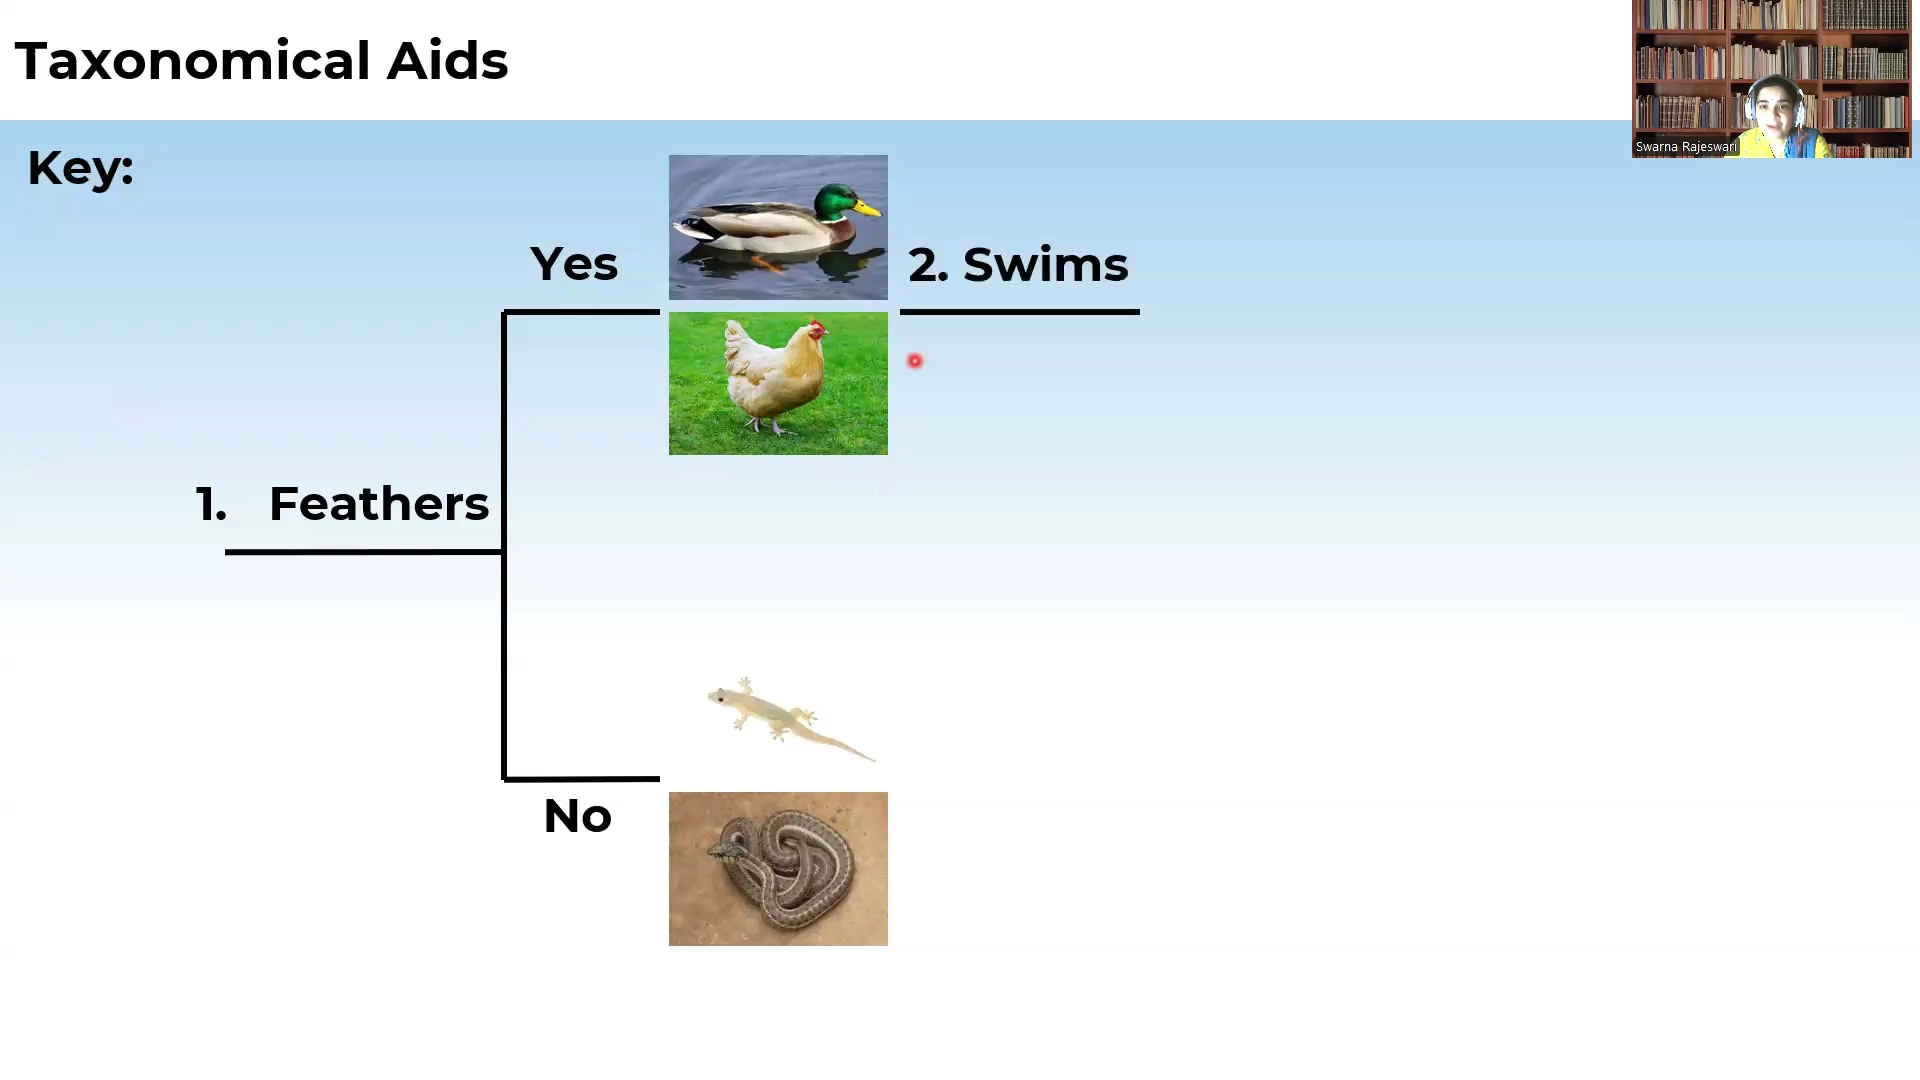 Taxonomical Aids
Swarna Rajeswari
Key:
Yes
2. Swims
1. Feathers
No